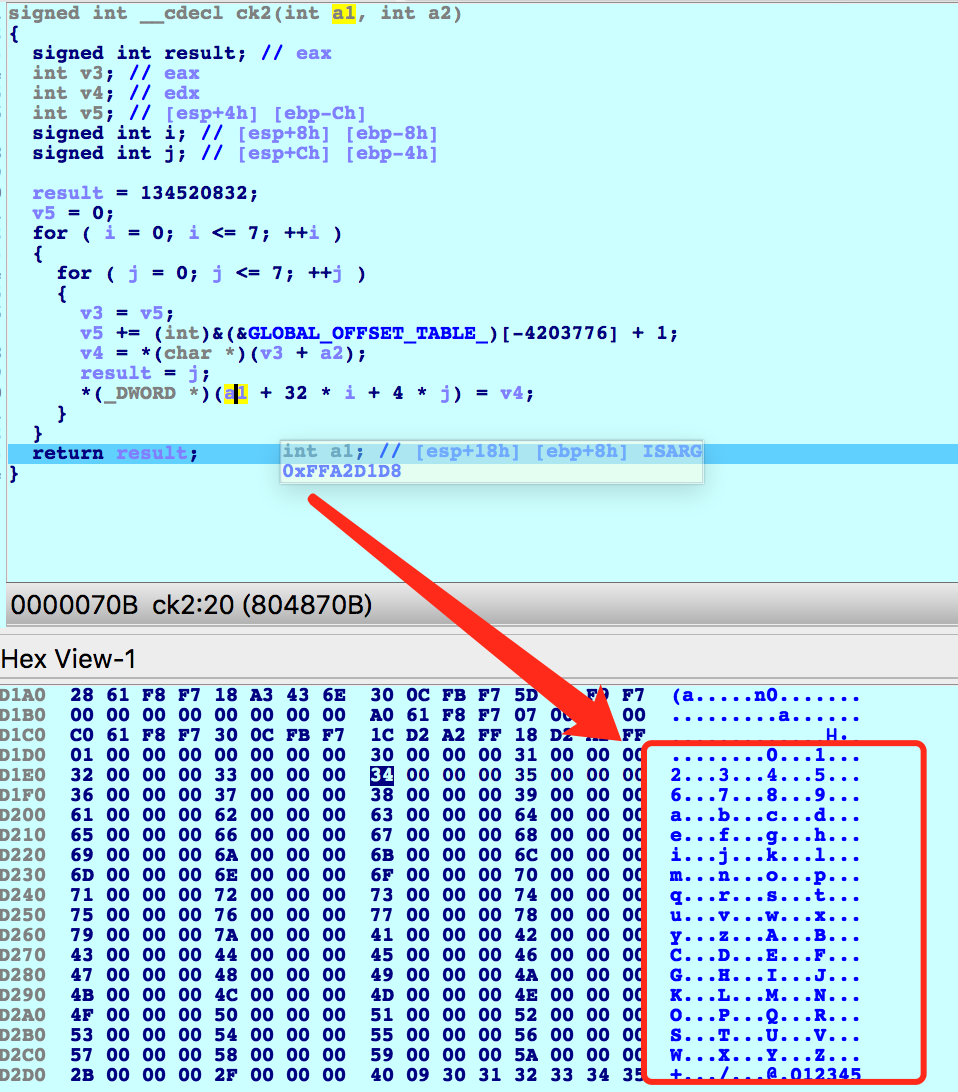 signed int __cdecl ck2(int a1, int a2)
{
signed int result; // eax
int v3; // eax
int v4; // edx
int v5; // [esp+4h] [ebp-Ch]
signed int i; // [esp+8h] [ebp-8h]
signed int j; // [esp+Ch] [ebp-4h]
result = 134520832;
v5 = 0;
for ( i = 0; i <= 7; ++i )
{
for ( j = 0; j <= 7; ++j )
{
v3 = v5;
v5 += (int)&(&GLOBAL_OFFSET_TABLE_)[-4203776] + 1;
v4 = *(char *)(v3 + a2);
result = j;
*(_DWORD *)(a1 + 32 * i + 4 * j) = v4;
}
}
return result;
int a1; // [esp+18h] [ebp+8h] ISARG
}
0xFFA2D1D8
0000070B ck2:20 (804870B)
Hex View-1
D1A0 28 61 F8 F7 18 A3 43 6E 30 0C FB F7 5D F7 (a.....n0.......
D1B0 00 00 00 00 00 00 00 00 A0 61 F8 F7 07 00 00 .........a......
D1C0 C0 61 F8 F7 30 0C FB F7 1C D2 A2 FF 18 D2 FF
D1D0 01 00 00 00 00 00 00 00 30 00 00 00 31 00 00 00 ........0...1...
D1E0 32 00 00 00 33 00 00 00 34 00 00 00 35 00 00 00 2...3...4...5...
D1F0 36 00 00 00 37 00 00 00 38 00 00 00 39 00 00 00 6...7...8...9...
D200 61 00 00 00 62 00 00 00 63 00 00 00 64 00 00 00 a...b...c...d...
D210 65 00 00 00 66 00 00 00 67 00 00 00 68 00 00 00 e...f...g...h...
D220 69 00 00 00 6A 00 00 00 6B 00 00 00 6C 00 00 00 i...j...k...l...
D230 6D 00 00 00 6E 00 00 00 6F 00 00 00 70 00 00 00 m...n...o...p...
D240 71 00 00 00 72 00 00 00 73 00 00 00 74 00 00 00 q...r...s...t...
D250 75 00 00 00 76 00 00 00 77 00 00 00 78 00 00 00 u...v...w...x...
D260 79 00 00 00 7A 00 00 00 41 00 00 00 42 00 00 00 y...z...A...B...
D270 43 00 00 00 44 00 00 00 45 00 00 00 46 00 00 00 C...D...E...F...
D280 47 00 00 00 48 00 00 00 49 00 00 00 4A 00 00 00 G...H...I...J...
D290 4B 00 00 00 4C 00 00 00 4D 00 00 00 4E 00 00 00 K...L...M...N...
D2A0 4F 00 00 00 50 00 00 00 51 00 00 00 52 00 00 00 O...P...Q...R...
D2B0 53 00 00 00 54 00 00 00 55 00 00 00 56 00 00 00 S...T...U...V...
D2C0 57 00 00 00 58 00 00 00 59 00 00 00 5A 00 00 00 W...X...Y...Z...
D2D0 2B 00 00 00 2F 00 00 00 40 09 30 31 32 33 34 35 +.../...@.012345